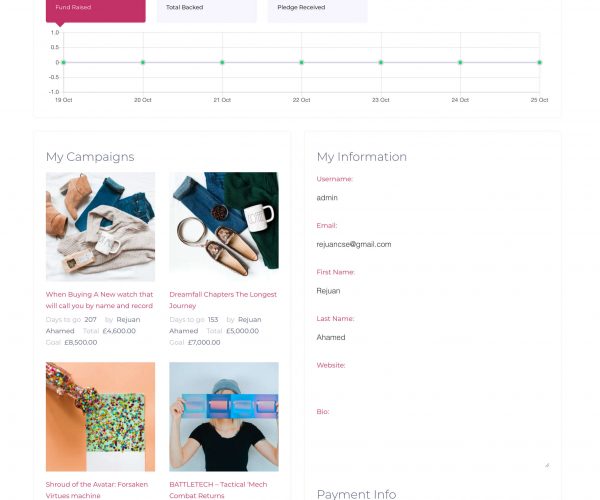 Fund Raised
Total Backed
Pledge Received
1.0
0
-1.0
19 Oct
20 Oct
21 Oct
22 Oct
23 Oct
24 Oct
25 Oct
My Campaigns
When Buying A New watch that
will call you by name and record
Days to go 207 by Rejuan
Ahamed Total £4,600.00
Goal £8,500.00
Dreamfall Chapters The Longest
Journey
Days to go 153 by Rejuan
Ahamed Total £5,000.00
Goal £7,000.00
Shroud of the Avatar: Forsaken
Virtues machine
BATTLETECH – Tactical 'Mech
Combat Returns
My Information
Username:
admin
Email:
rejuancse@gmail.com
First Name:
Rejuan
Last Name:
Ahamed
Website:
Bio:
Payment Info